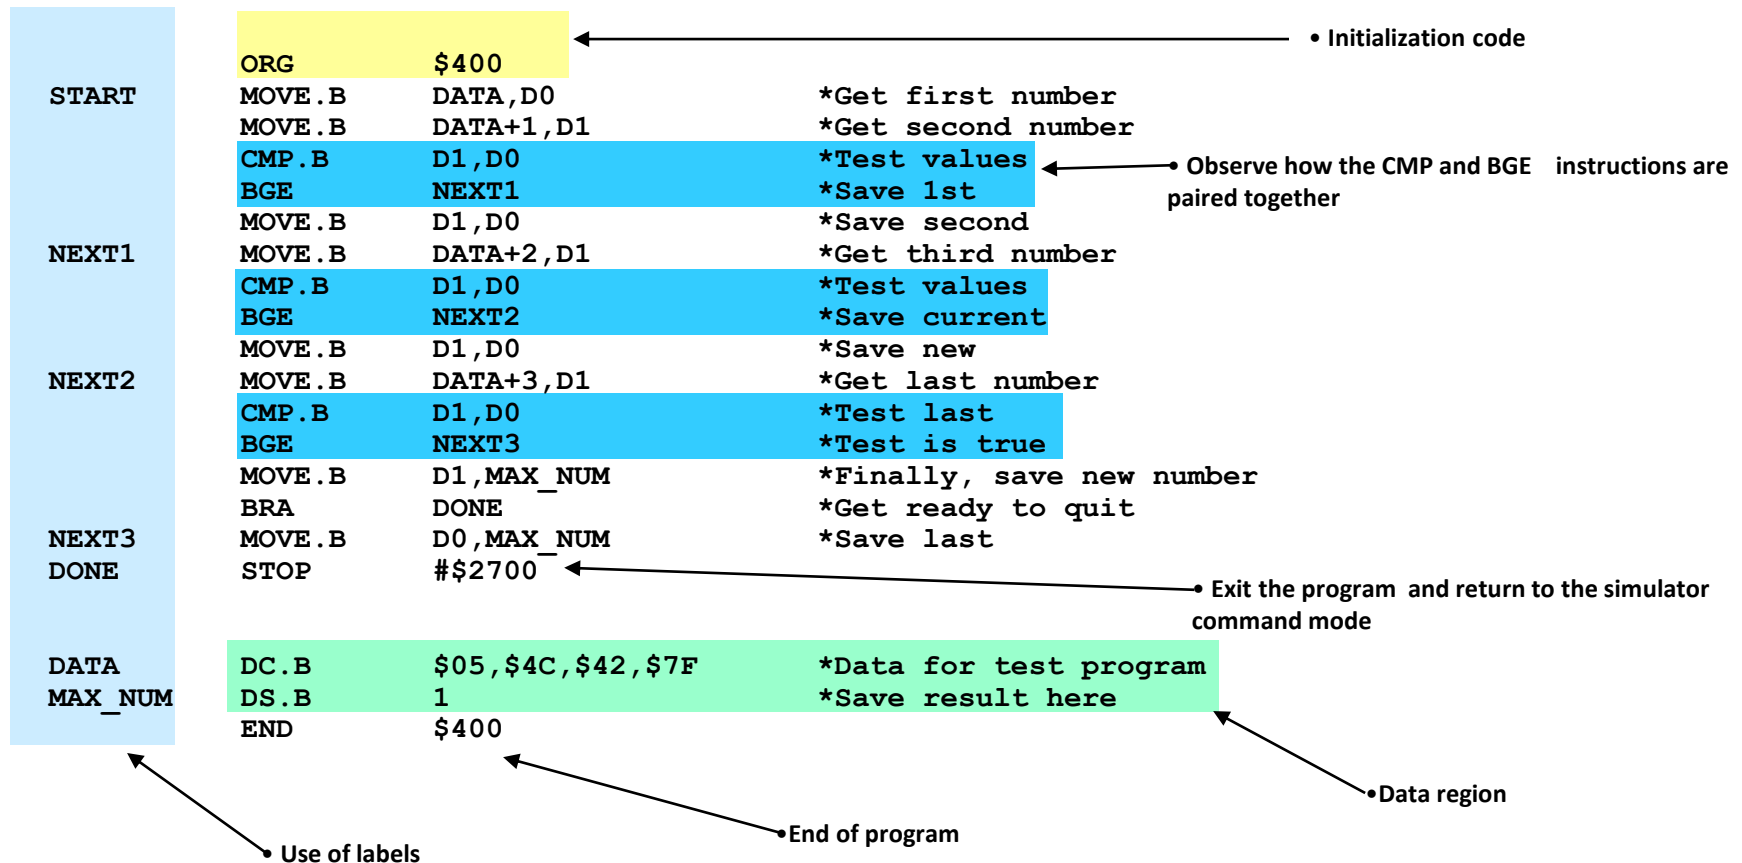 • Initialization code
ORG $400
START MOVE.B DATA,D0 *Get first number
MOVE.B DATA+1,D1 *Get second number
CMP.B D1,D0 *Test values
BGE NEXT1 *Save 1st
• Observe how the CMP and BGE instructions are
paired together
MOVE.B D1,D0 *Save second
NEXT1 MOVE.B DATA+2,D1 *Get third number
CMP.B D1,D0 *Test values
BGE NEXT2 *Save current
MOVE.B D1,D0 *Save new
NEXT2 MOVE.B DATA+3,D1 *Get last number
CMP.B D1,D0 *Test last
BGE NEXT3 *Test is true
MOVE.B D1,MAX_NUM *Finally, save new number
BRA DONE *Get ready to quit
NEXT3 MOVE.B D0,MAX_NUM *Save last
DONE STOP #$2700
• Exit the program and return to the simulator
command mode
DATA DC.B $05,$4C,$42,$7F *Data for test program
MAX_NUM DS.B 1 *Save result here
END $400
•Data region
•End of program
• Use of labels